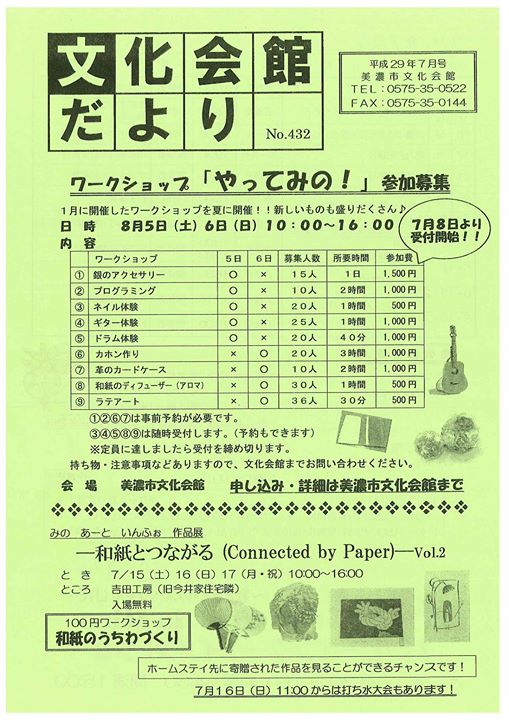 文化会館
だより
No.432
平成29年7月号
美濃市文化会館
TEL:0575-35-0522
FAX:0575-35-0144
ワークショップ「やってみの!」参加募集
1月に開催したワークショップを夏に開催!!新しいものも盛りだくさん♪
日 時 8月5日(土)6日(日)10:00~16:00
7月8日より
受付開始!!
内 容
ワークショップ 5日 6日 募集人数 所要時間 参加費
① 銀のアクセサリー ○ × 15人 1日 1,500円
② プログラミング ○ × 10人 2時間 1,000円
③ ネイル体験 ○ × 20人 1時間 500円
④ ギター体験 ○ × 25人 1時間 1,000円
⑤ ドラム体験 ○ × 20人 40分 1,000円
⑥ カホン作り × ○ 20人 3時間 1,000円
⑦ 革のカードケース × ○ 10人 2時間 1,000円
⑧ 和紙のディフューザー(アロマ) × ○ 30人 1時間 500円
⑨ ラテアート × ○ 36人 30分 500円
①②⑥⑦は事前予約が必要です。
③④⑤⑧⑨は随時受付します。(予約もできます)
※定員に達しましたら受付を締め切ります。
持ち物・注意事項などありますので、文化会館までお問い合わせください。
会 場 美濃市文化会館 申し込み・詳細は美濃市文化会館まで
みの あーと いんふぉ 作品展
―和紙とつながる (Connected by Paper)―Vol.2
と き 7/15(土)16(日)17(月・祝)10:00~16:00
ところ 吉田工房(旧今井家住宅隣)
入場無料
100円ワークショップ
和紙のうちわづくり
ホームステイ先に寄贈された作品を見ることができるチャンスです!
7月16日(日)11:00からは打ち水大会もあります!